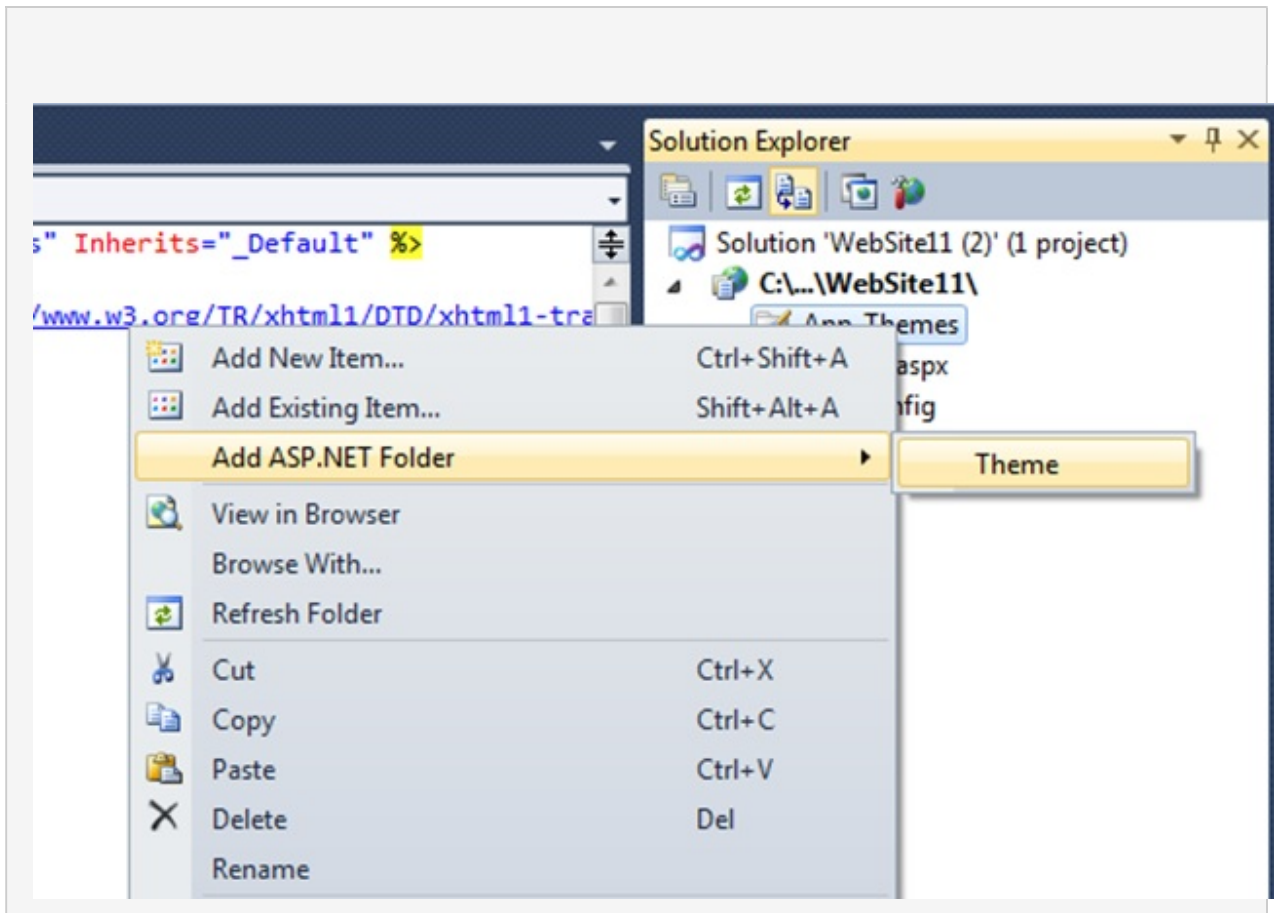 Solution Explorer
s" Inherits="_Default" %>
Solution 'WebSite11 (2)' (1 project)
C:\...\WebSite11\
/www.w3.org/TR/xhtml1/DTD/xhtml1-tra
App_Themes
Add New Item... Ctrl+Shift+A
aspx
Add Existing Item... Shift+Alt+A
nfig
Add ASP.NET Folder
Theme
View in Browser
Browse With...
Refresh Folder
Cut Ctrl+X
Copy Ctrl+C
Paste Ctrl+V
Delete Del
Rename